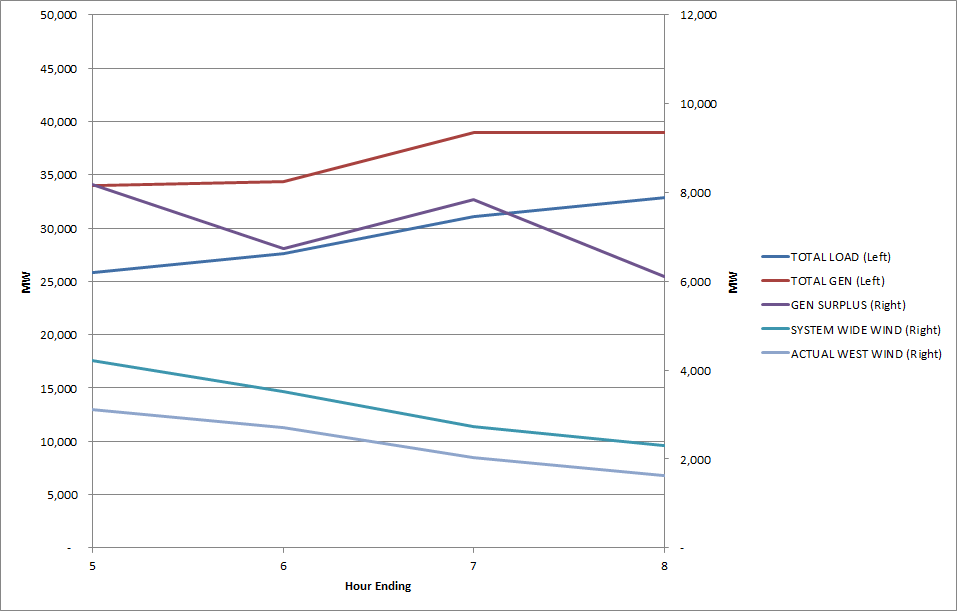 50,000
45,000
40,000
35,000
30,000
25,000
20,000
15,000
10,000
5,000
-
MW
12,000
10,000
8,000
6,000
4,000
2,000
-
MW
5 6 7 8
Hour Ending
TOTAL LOAD (Left)
TOTAL GEN (Left)
GEN SURPLUS (Right)
SYSTEM WIDE WIND (Right)
ACTUAL WEST WIND (Right)